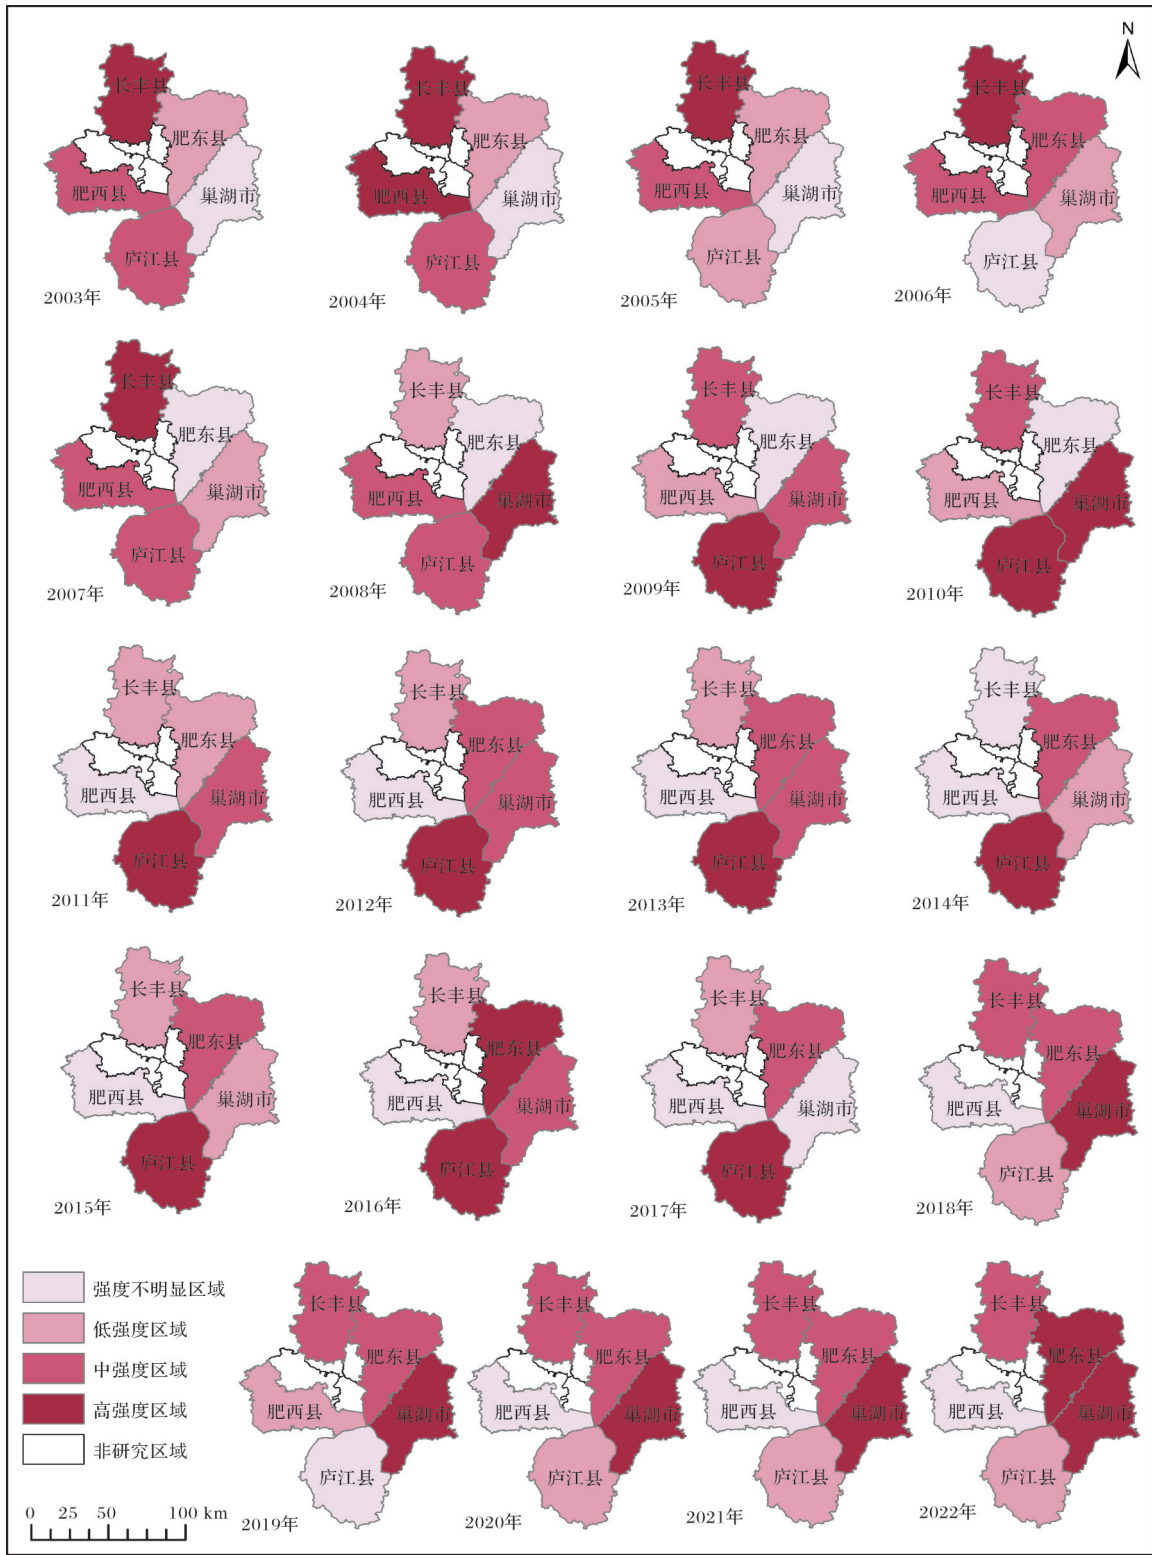 N
长丰县
肥东县
肥西县
巢湖市
庐江县
2003年
长丰县
肥东县
肥西县
巢湖市
庐江县
2004年
长丰县
肥东县
肥西县
巢湖市
庐江县
2005年
长丰县
肥东县
肥西县
巢湖市
庐江县
2006年
长丰县
肥东县
肥西县
巢湖市
庐江县
2007年
长丰县
肥东县
肥西县
巢湖市
庐江县
2008年
长丰县
肥东县
肥西县
巢湖市
庐江县
2009年
长丰县
肥东县
肥西县
巢湖市
庐江县
2010年
长丰县
肥东县
肥西县
巢湖市
庐江县
2011年
长丰县
肥东县
肥西县
巢湖市
庐江县
2012年
长丰县
肥东县
肥西县
巢湖市
庐江县
2013年
长丰县
肥东县
肥西县
巢湖市
庐江县
2014年
长丰县
肥东县
肥西县
巢湖市
庐江县
2015年
长丰县
肥东县
肥西县
巢湖市
庐江县
2016年
长丰县
肥东县
肥西县
巢湖市
庐江县
2017年
长丰县
肥东县
肥西县
巢湖市
庐江县
2018年
强度不明显区域
低强度区域
中强度区域
高强度区域
非研究区域
0 25 50 100 km
长丰县
肥东县
肥西县
巢湖市
庐江县
2019年
长丰县
肥东县
肥西县
巢湖市
庐江县
2020年
长丰县
肥东县
肥西县
巢湖市
庐江县
2021年
长丰县
肥东县
肥西县
巢湖市
庐江县
2022年